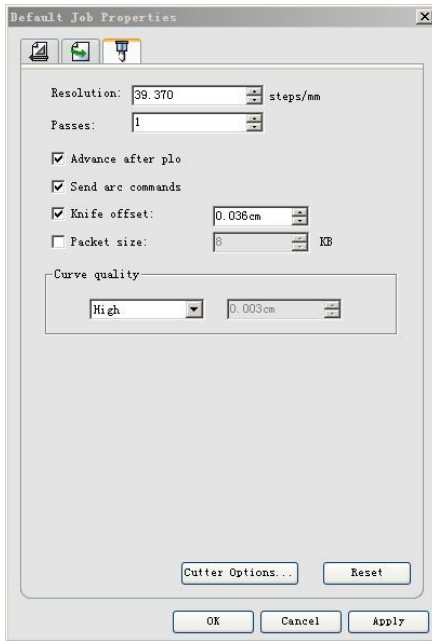 Default Job Properties
Resolution: 39.370 steps/mm
Passes: 1
Advance after plo
Send arc commands
Knife offset: 0.036cm
Packet size: 8 KB
Curve quality
High 0.003cm
Cutter Options... Reset
OK Cancel Apply